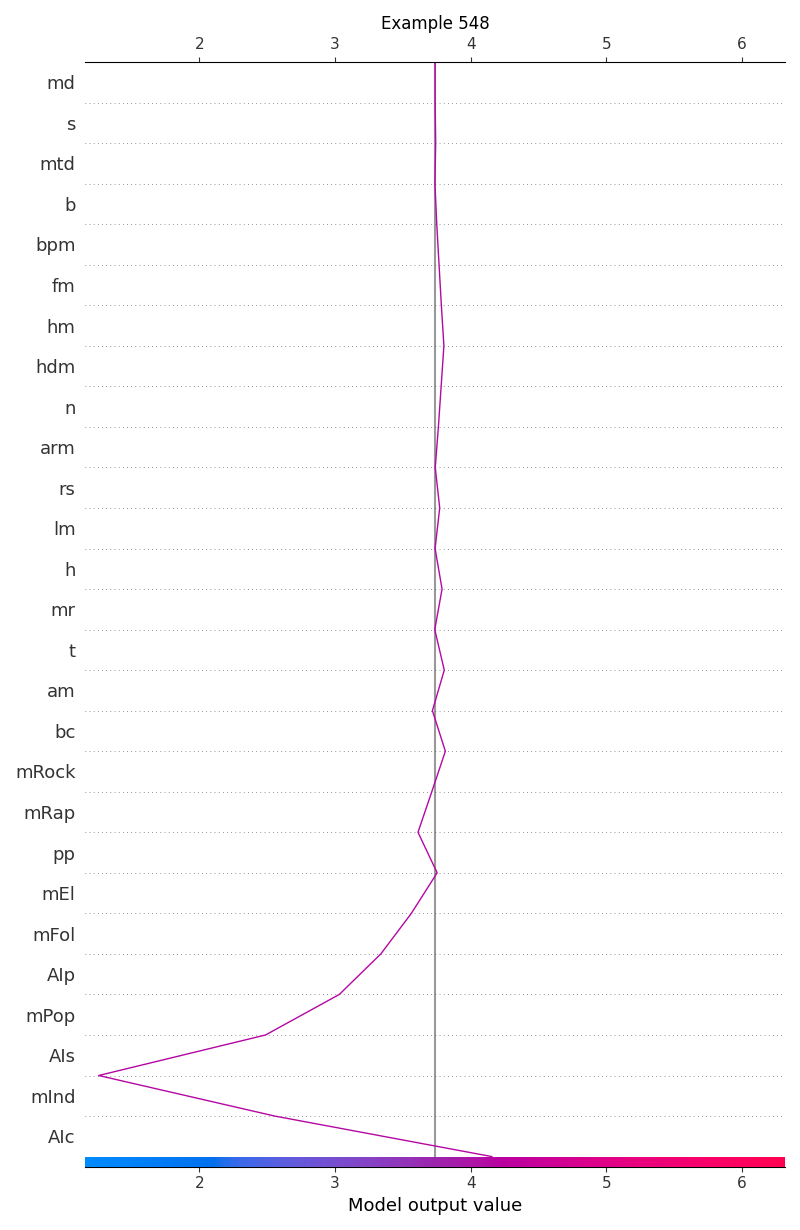 Example 548
2 3 4 5 6
md
s
mtd
b
bpm
fm
hm
hdm
n
arm
rs
lm
h
mr
t
am
bc
mRock
mRap
pp
mEl
mFol
AIp
mPop
AIs
mInd
AIc
2 3 4 5 6
Model output value